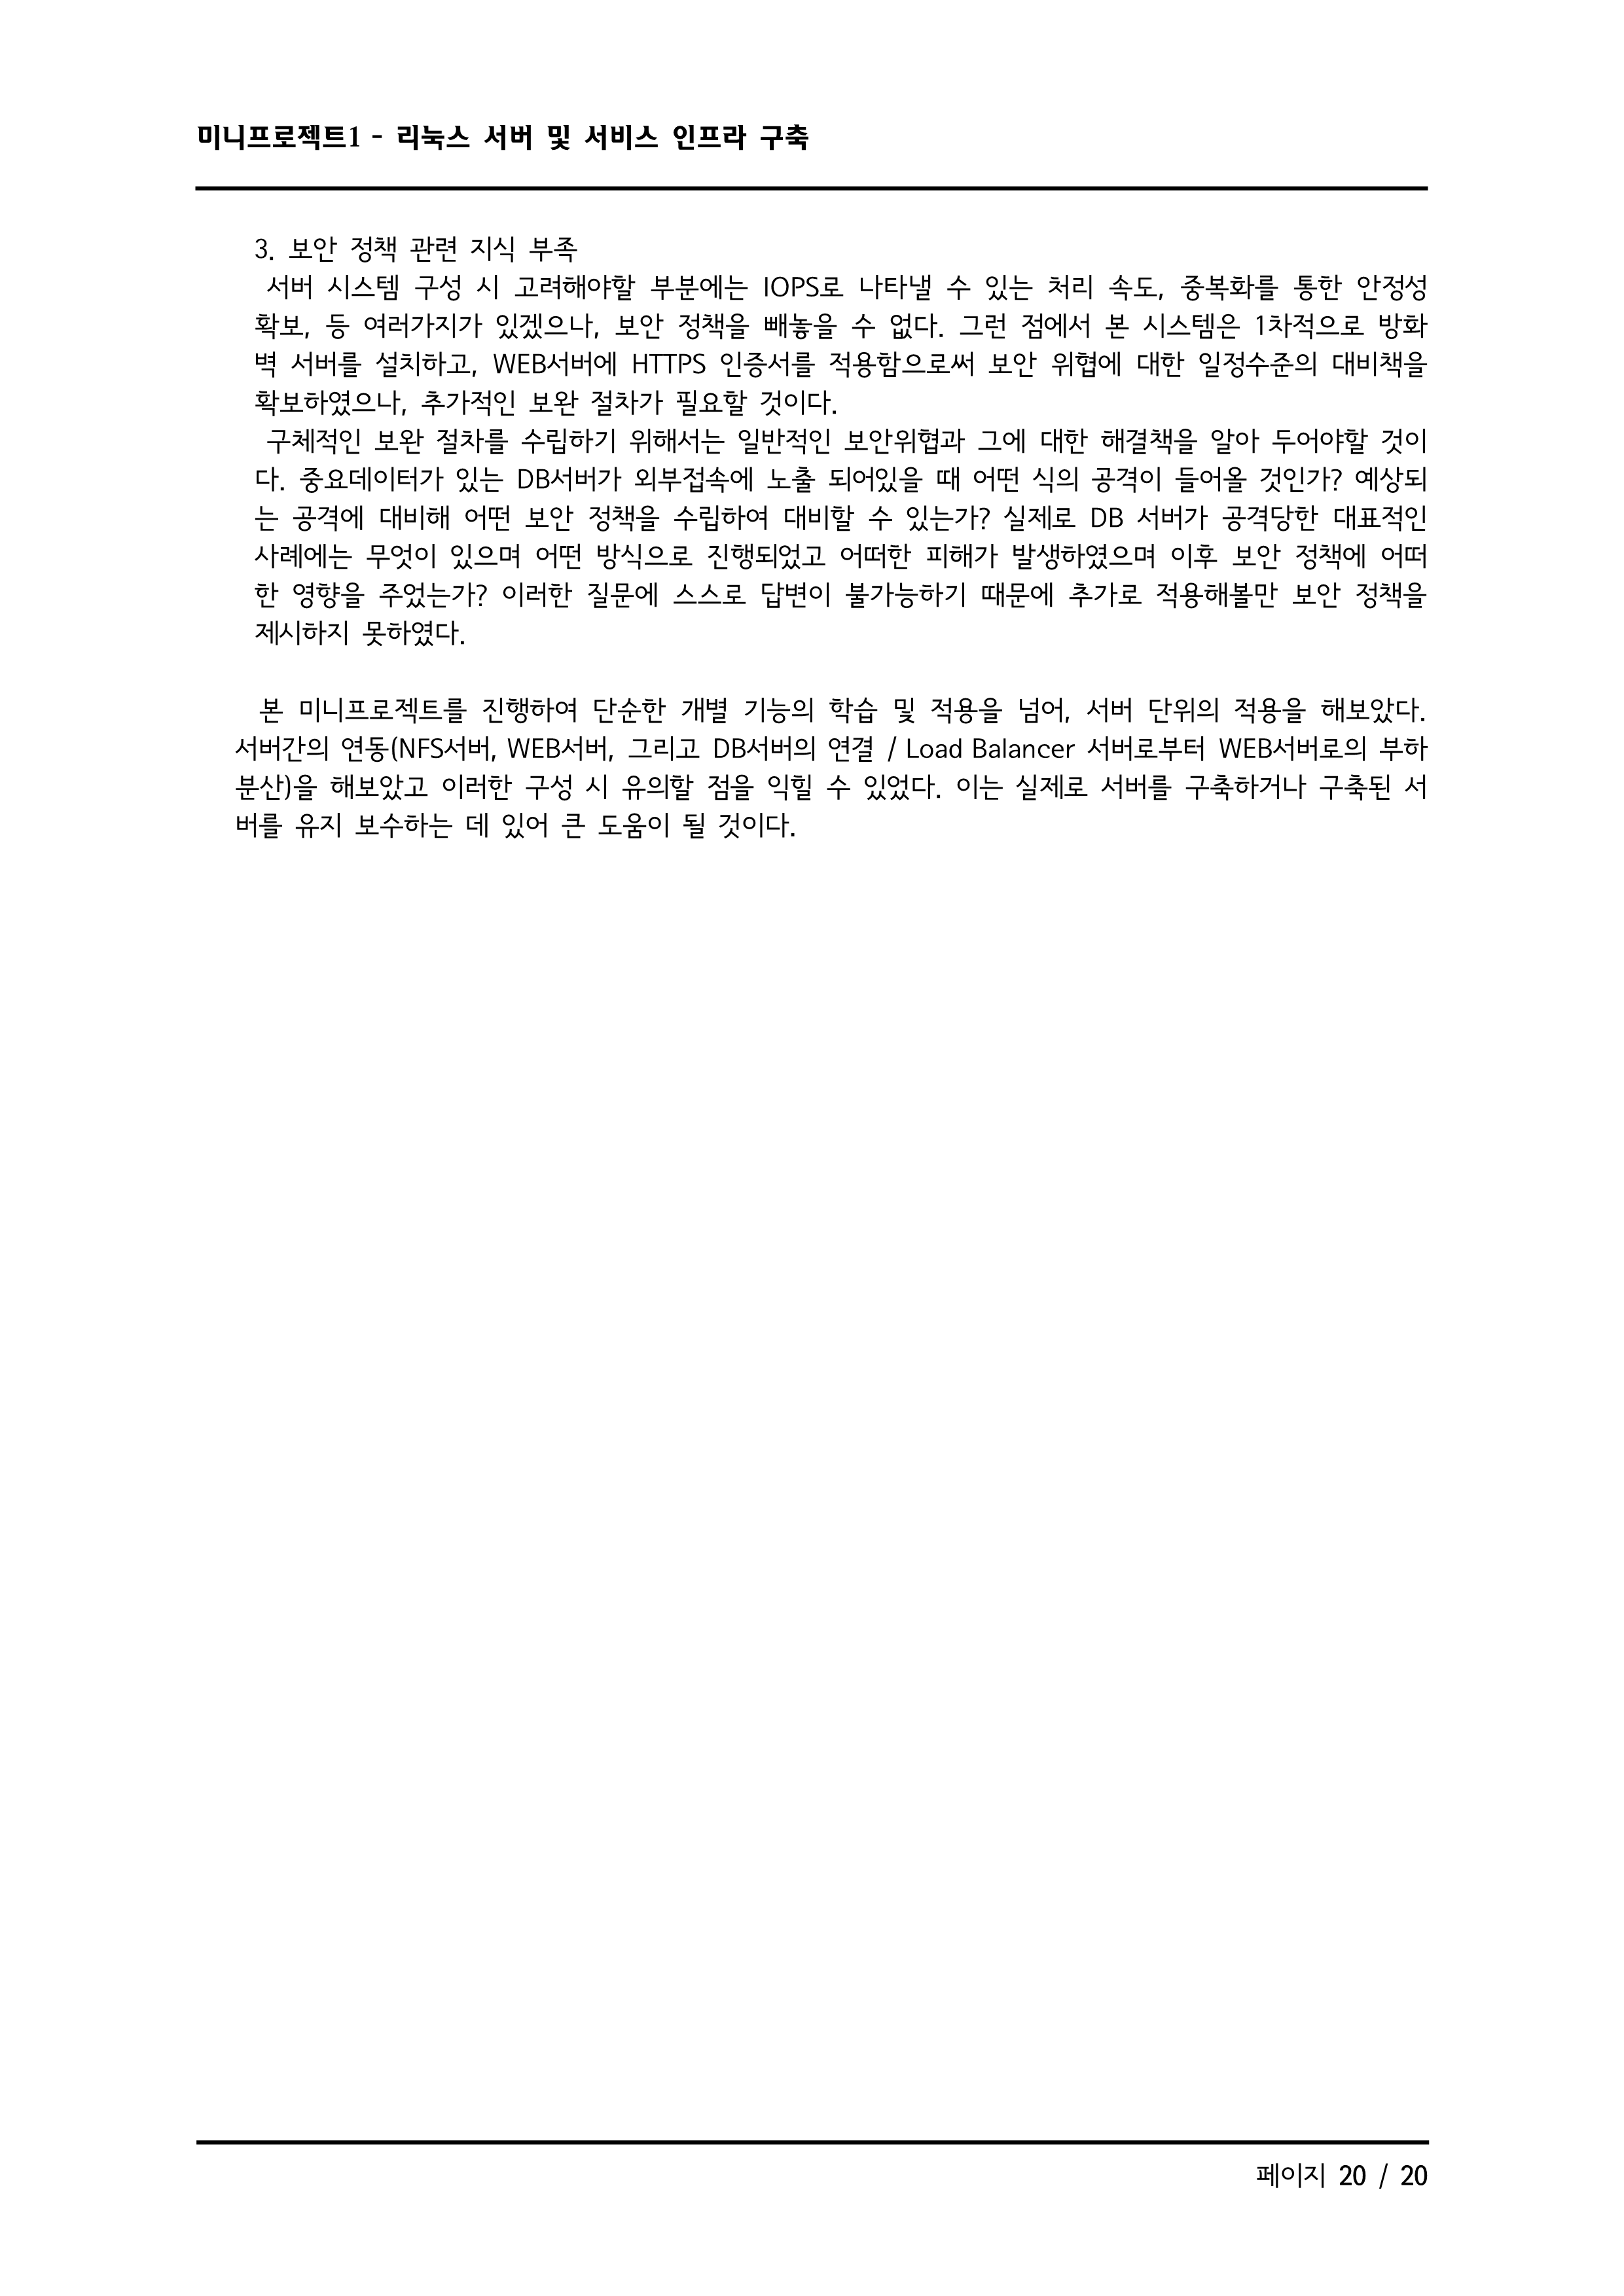 미니프로젝트1 - 리눅스 서버 및 서비스 인프라 구축
3. 보안 정책 관련 지식 부족
서버 시스템 구성 시 고려해야할 부분에는 IOPS로 나타낼 수 있는 처리 속도, 중복화를 통한 안정성
확보, 등 여러가지가 있겠으나, 보안 정책을 빼놓을 수 없다. 그런 점에서 본 시스템은 1차적으로 방화
벽 서버를 설치하고, WEB서버에 HTTPS 인증서를 적용함으로써 보안 위협에 대한 일정수준의 대비책을
확보하였으나, 추가적인 보완 절차가 필요할 것이다.
구체적인 보완 절차를 수립하기 위해서는 일반적인 보안위협과 그에 대한 해결책을 알아 두어야할 것이
다. 중요데이터가 있는 DB서버가 외부접속에 노출 되어있을 때 어떤 식의 공격이 들어올 것인가? 예상되
는 공격에 대비해 어떤 보안 정책을 수립하여 대비할 수 있는가? 실제로 DB 서버가 공격당한 대표적인
사례에는 무엇이 있으며 어떤 방식으로 진행되었고 어떠한 피해가 발생하였으며 이후 보안 정책에 어떠
한 영향을 주었는가? 이러한 질문에 스스로 답변이 불가능하기 때문에 추가로 적용해볼만 보안 정책을
제시하지 못하였다.
본 미니프로젝트를 진행하여 단순한 개별 기능의 학습 및 적용을 넘어, 서버 단위의 적용을 해보았다.
서버간의 연동(NFS서버, WEB서버, 그리고 DB서버의 연결 / Load Balancer 서버로부터 WEB서버로의 부하
분산)을 해보았고 이러한 구성 시 유의할 점을 익힐 수 있었다. 이는 실제로 서버를 구축하거나 구축된 서
버를 유지 보수하는 데 있어 큰 도움이 될 것이다.
페이지 20 / 20